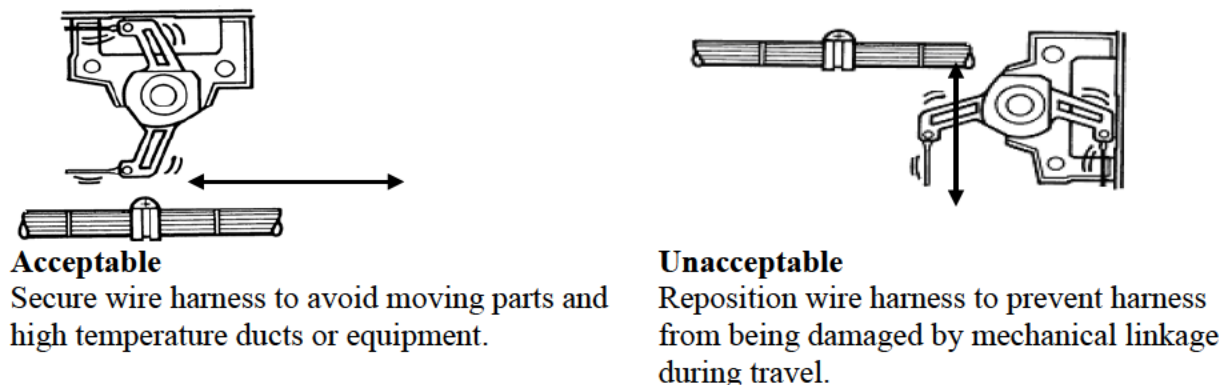 Acceptable
Secure wire harness to avoid moving parts and
high temperature ducts or equipment.
Unacceptable
Reposition wire harness to prevent harness
from being damaged by mechanical linkage
during travel.